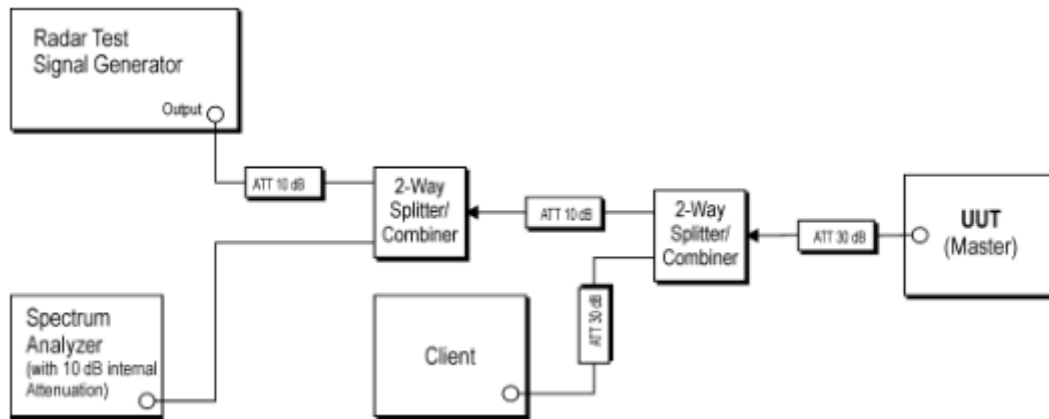 Radar Test
Signal Generator
Output
ATT 10 dB
2-Way
Splitter/
Combiner
ATT 10 dB
2-Way
Splitter/
Combiner
ATT 30 dB
UUT
(Master)
Spectrum
Analyzer
(with 10 dB internal
Attenuation)
Client
ATT 30 dB